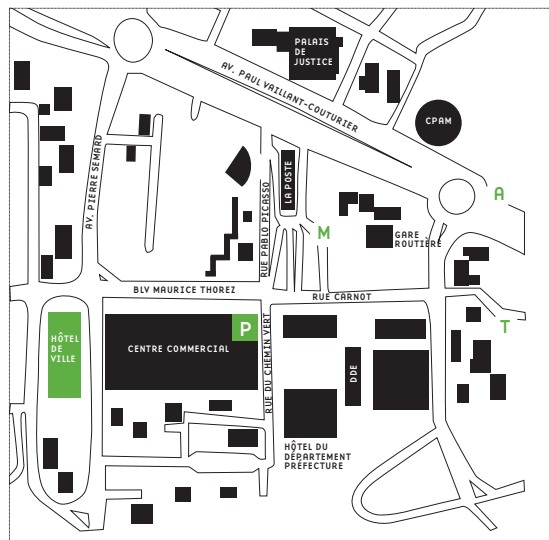 PALAIS
DE
JUSTICE
AV. PAUL VAILLANT-COUTURIER
CPAM
AV. PIERRE SEMARD
LA POSTE
RUE PABLO PICASSO
A
M
GARE
ROUTIÈRE
BLV MAURICE THOREZ
RUE CARNOT
P
T
HÔTEL
DE
VILLE
CENTRE COMMERCIAL
RUE DU CHEMIN VERT
DDE
HÔTEL DU
DÉPARTEMENT
PRÉFECTURE